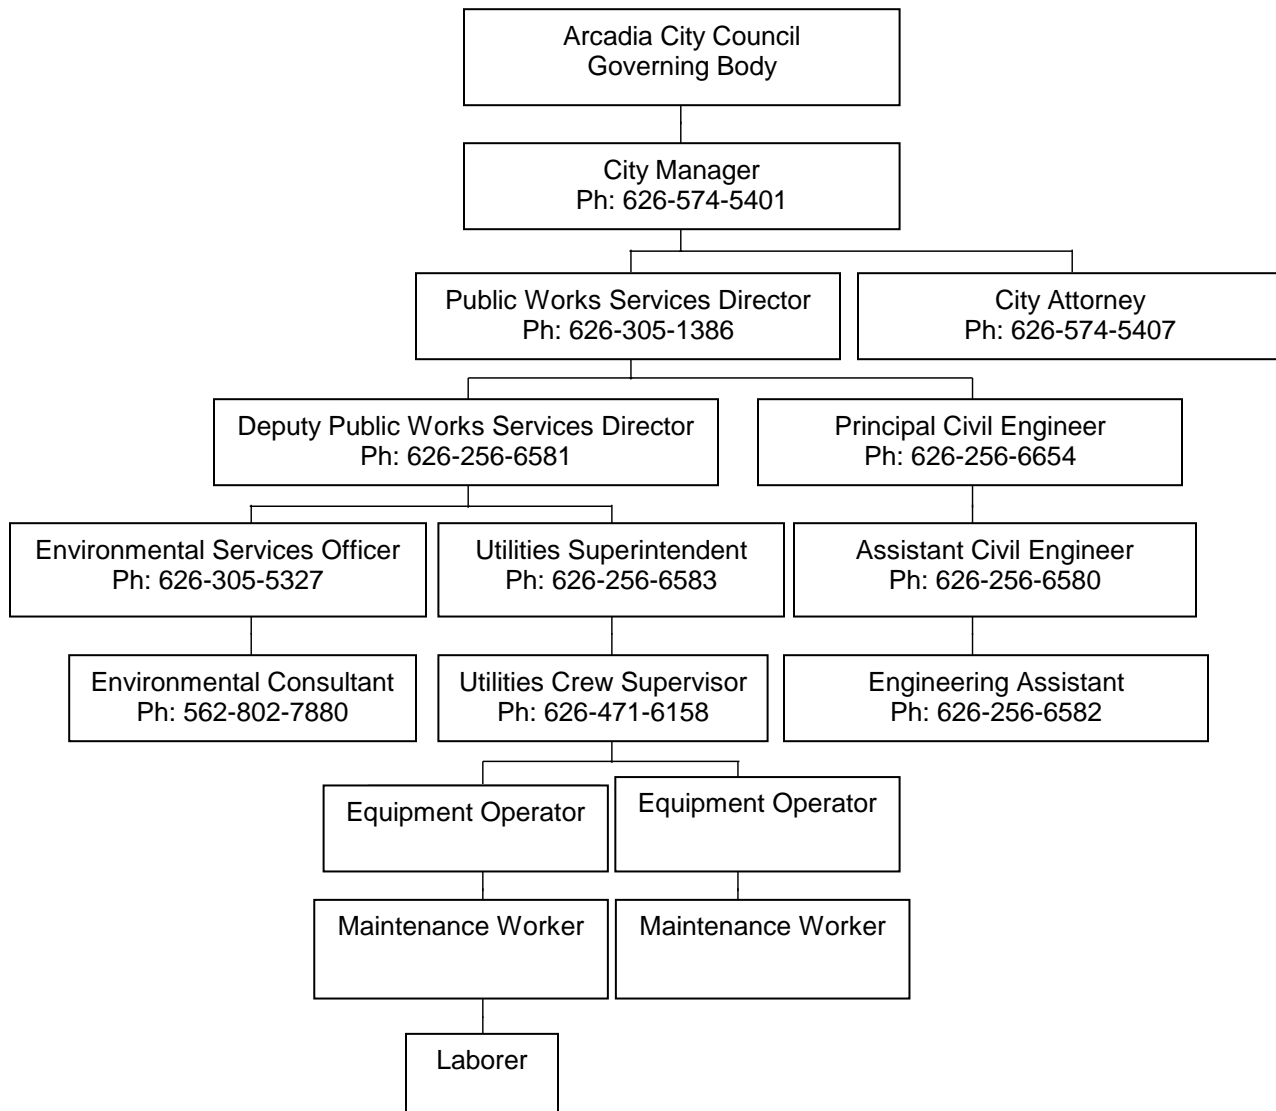 Arcadia City Council
Governing Body
City Manager
Ph: 626-574-5401
Public Works Services Director
Ph: 626-305-1386
City Attorney
Ph: 626-574-5407
Deputy Public Works Services Director
Ph: 626-256-6581
Principal Civil Engineer
Ph: 626-256-6654
Environmental Services Officer
Ph: 626-305-5327
Utilities Superintendent
Ph: 626-256-6583
Assistant Civil Engineer
Ph: 626-256-6580
Environmental Consultant
Ph: 562-802-7880
Utilities Crew Supervisor
Ph: 626-471-6158
Engineering Assistant
Ph: 626-256-6582
Equipment Operator
Equipment Operator
Maintenance Worker
Maintenance Worker
Laborer